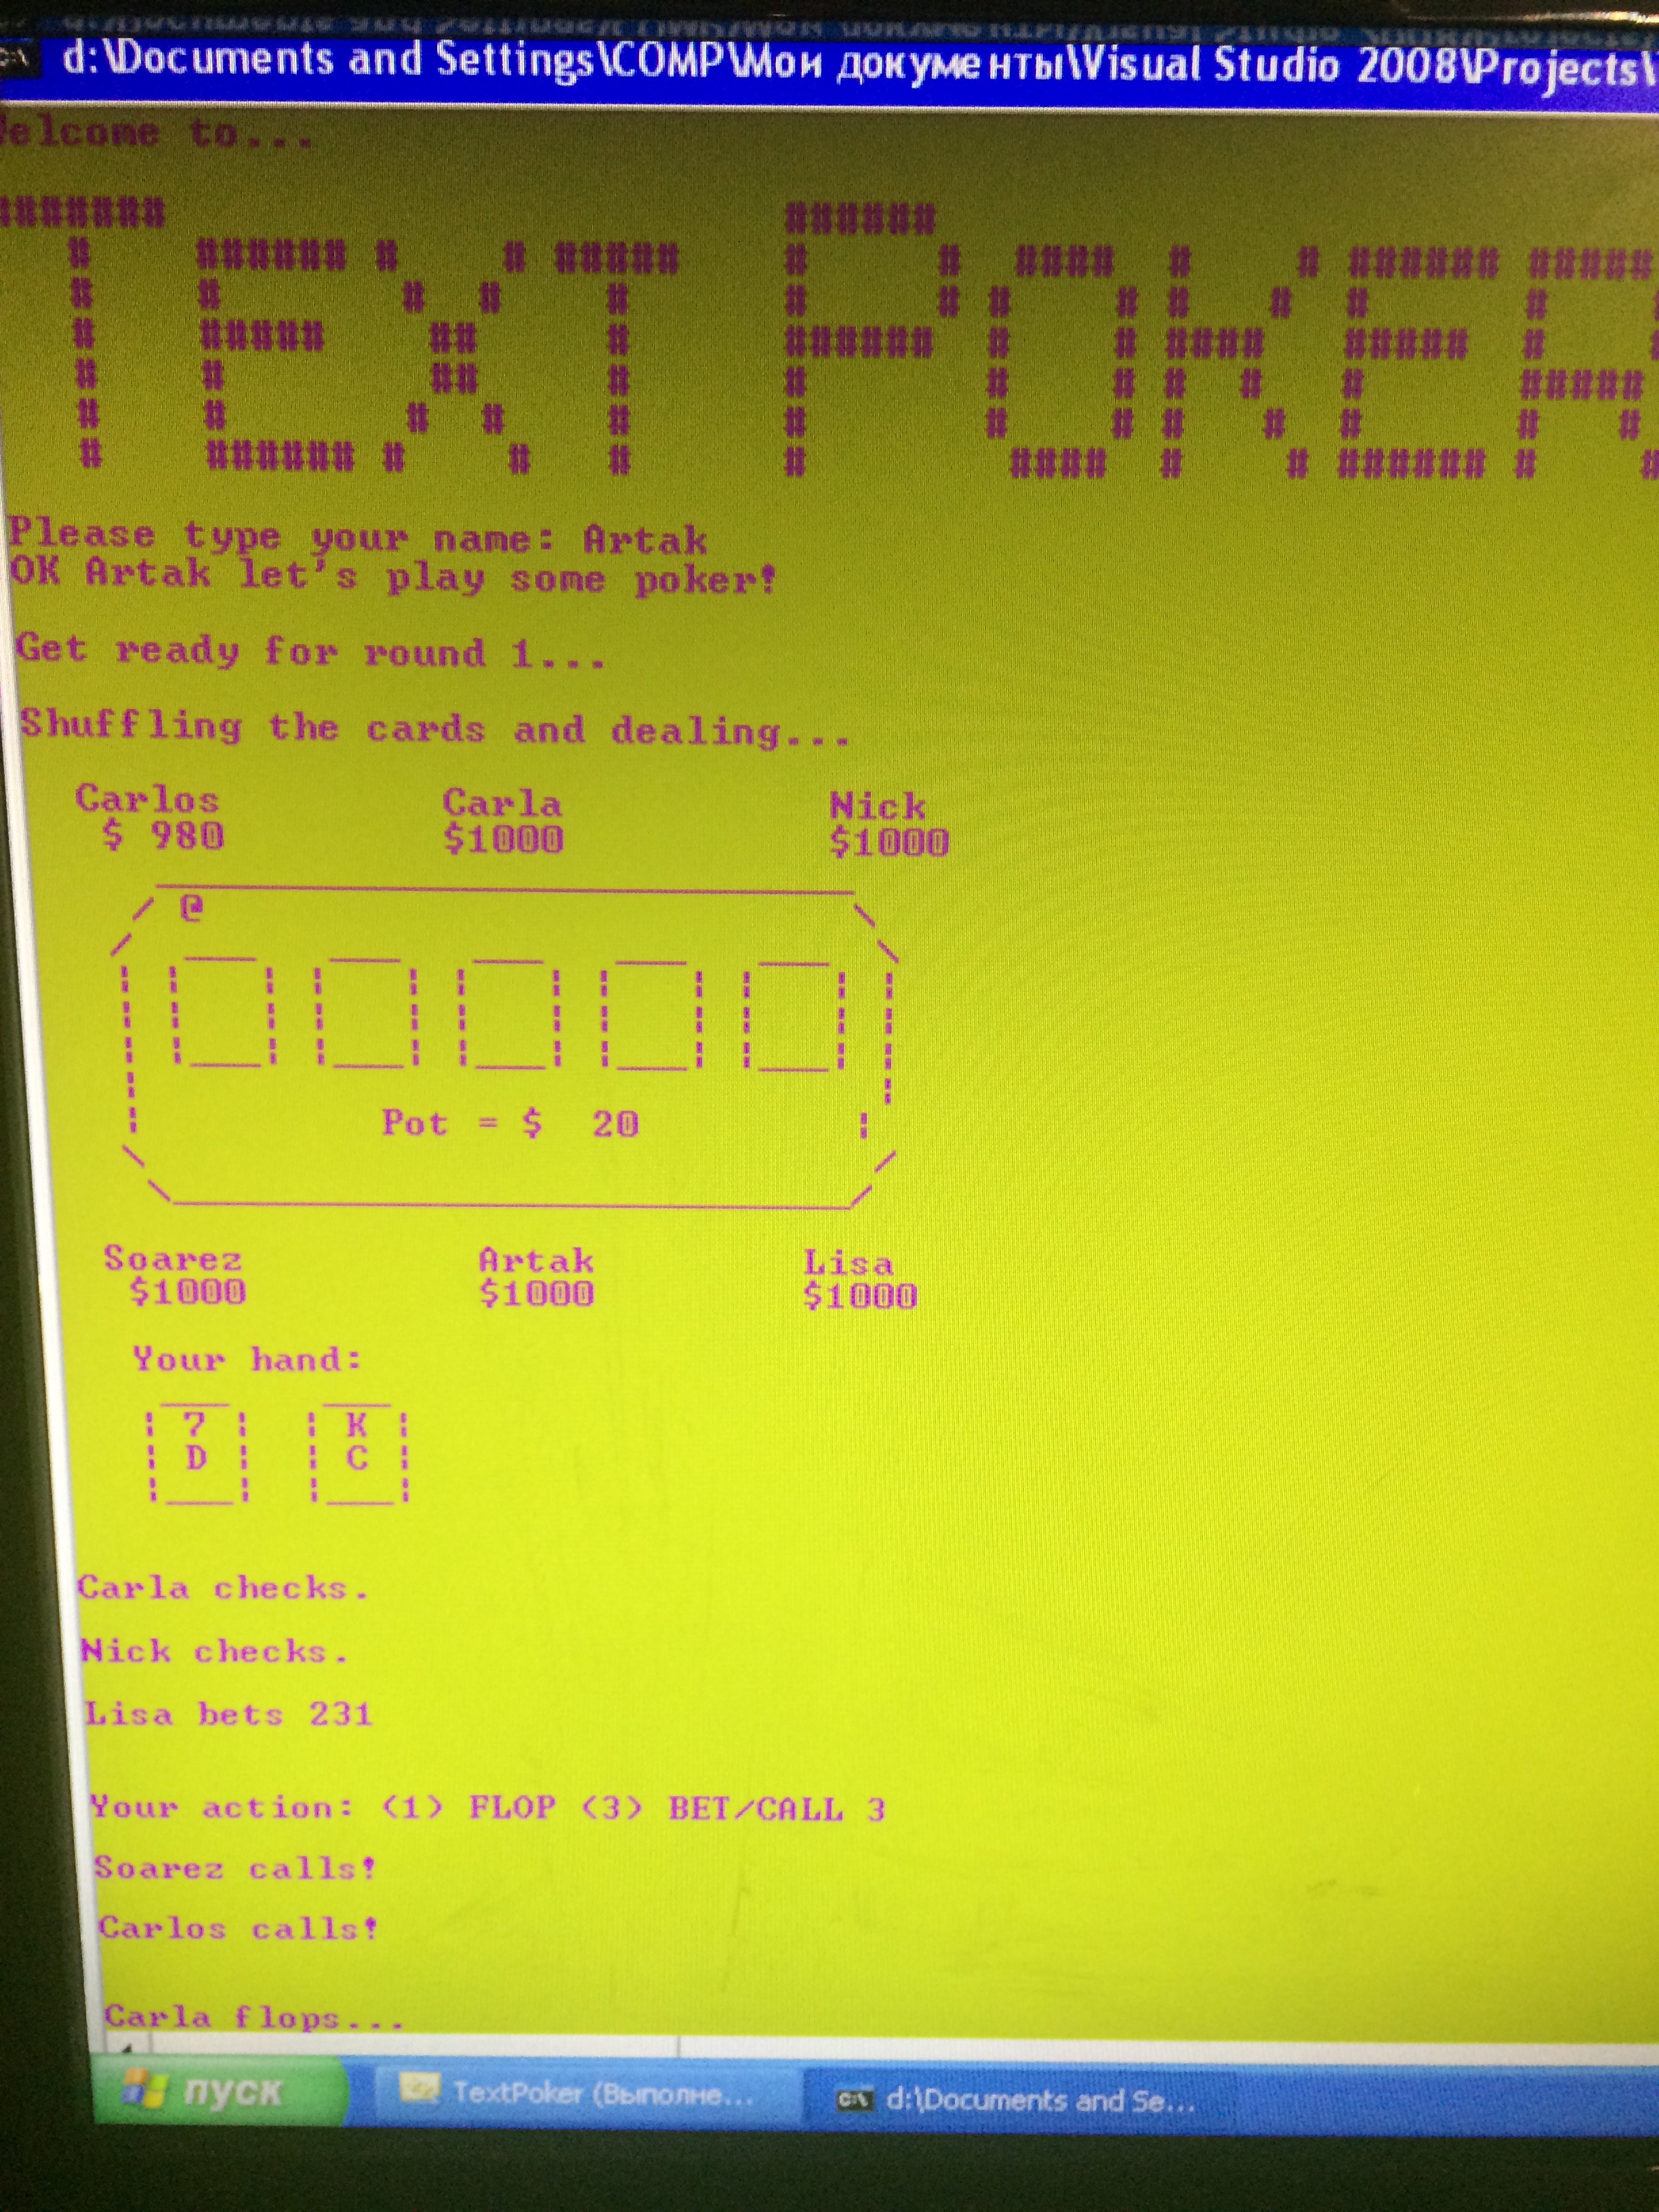 d:\Documents and Settings\COMP\Мои документы\Visual Studio 2008\Projects\
Welcome to...
TEXT POKER
Please type your name: Artak
OK Artak let's play some poker!
Get ready for round 1...
Shuffling the cards and dealing...
Carlos Carla Nick
$ 980 $1000 $1000
@
Pot = $ 20
Soarez Artak Lisa
$1000 $1000 $1000
Your hand:
7 K
D C
Carla checks.
Nick checks.
Lisa bets 231
Your action: (1) FLOP (3) BET/CALL 3
Soarez calls!
Carlos calls!
Carla flops...
пуск TextPoker (Выполне... d:\Documents and Se...